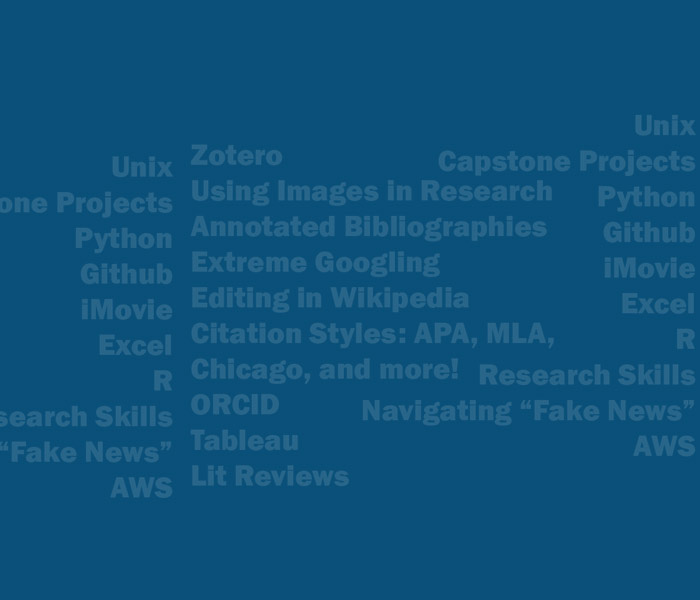 Unix
one Projects
Python
Github
iMovie
Excel
R
search Skills
“Fake News”
AWS
Zotero
Using Images in Research
Annotated Bibliographies
Extreme Googling
Editing in Wikipedia
Citation Styles: APA, MLA,
Chicago, and more!
ORCID
Tableau
Lit Reviews
Unix
Capstone Projects
Python
Github
iMovie
Excel
R
Research Skills
Navigating “Fake News”
AWS